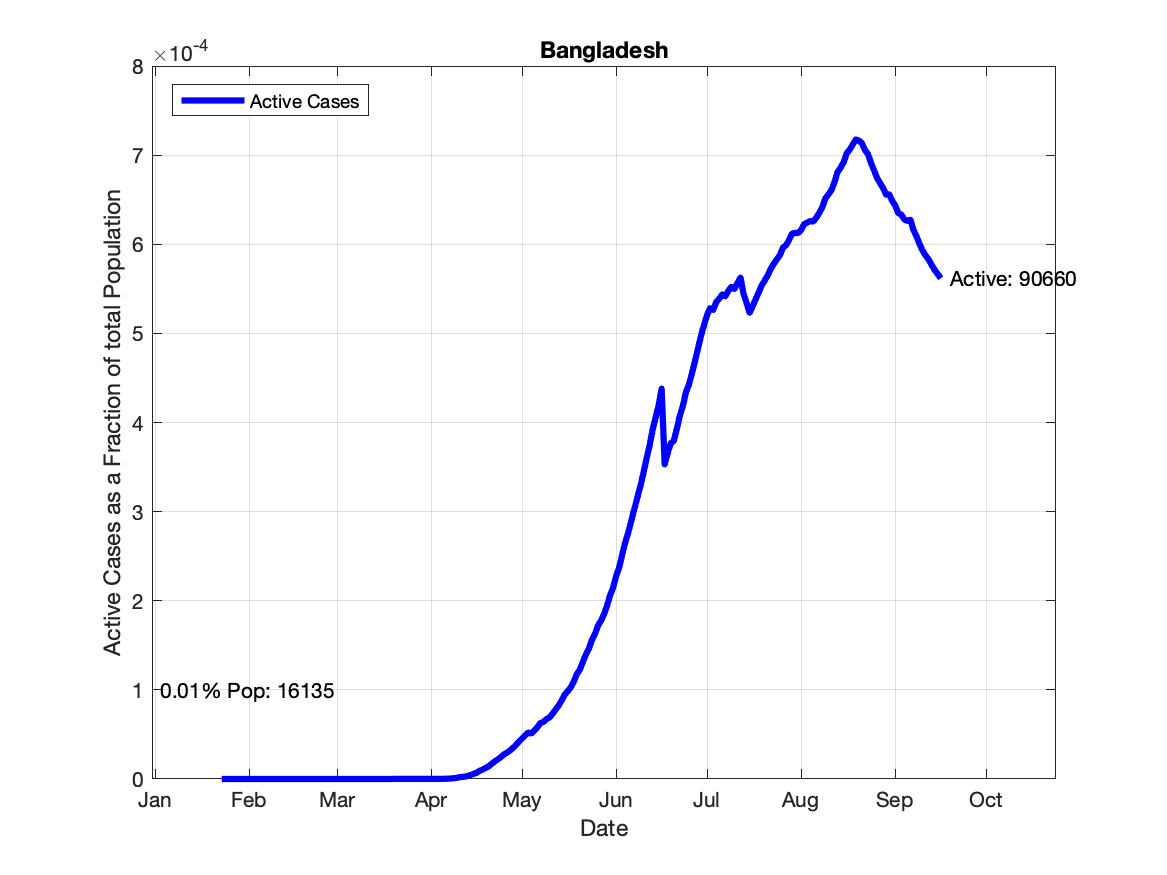 Bangladesh
×10-4
Active Cases
8
7
6
5
4
3
2
1
0
Active Cases as a Fraction of total Population
Active: 90660
0.01% Pop: 16135
Jan Feb Mar Apr May Jun Jul Aug Sep Oct
Date